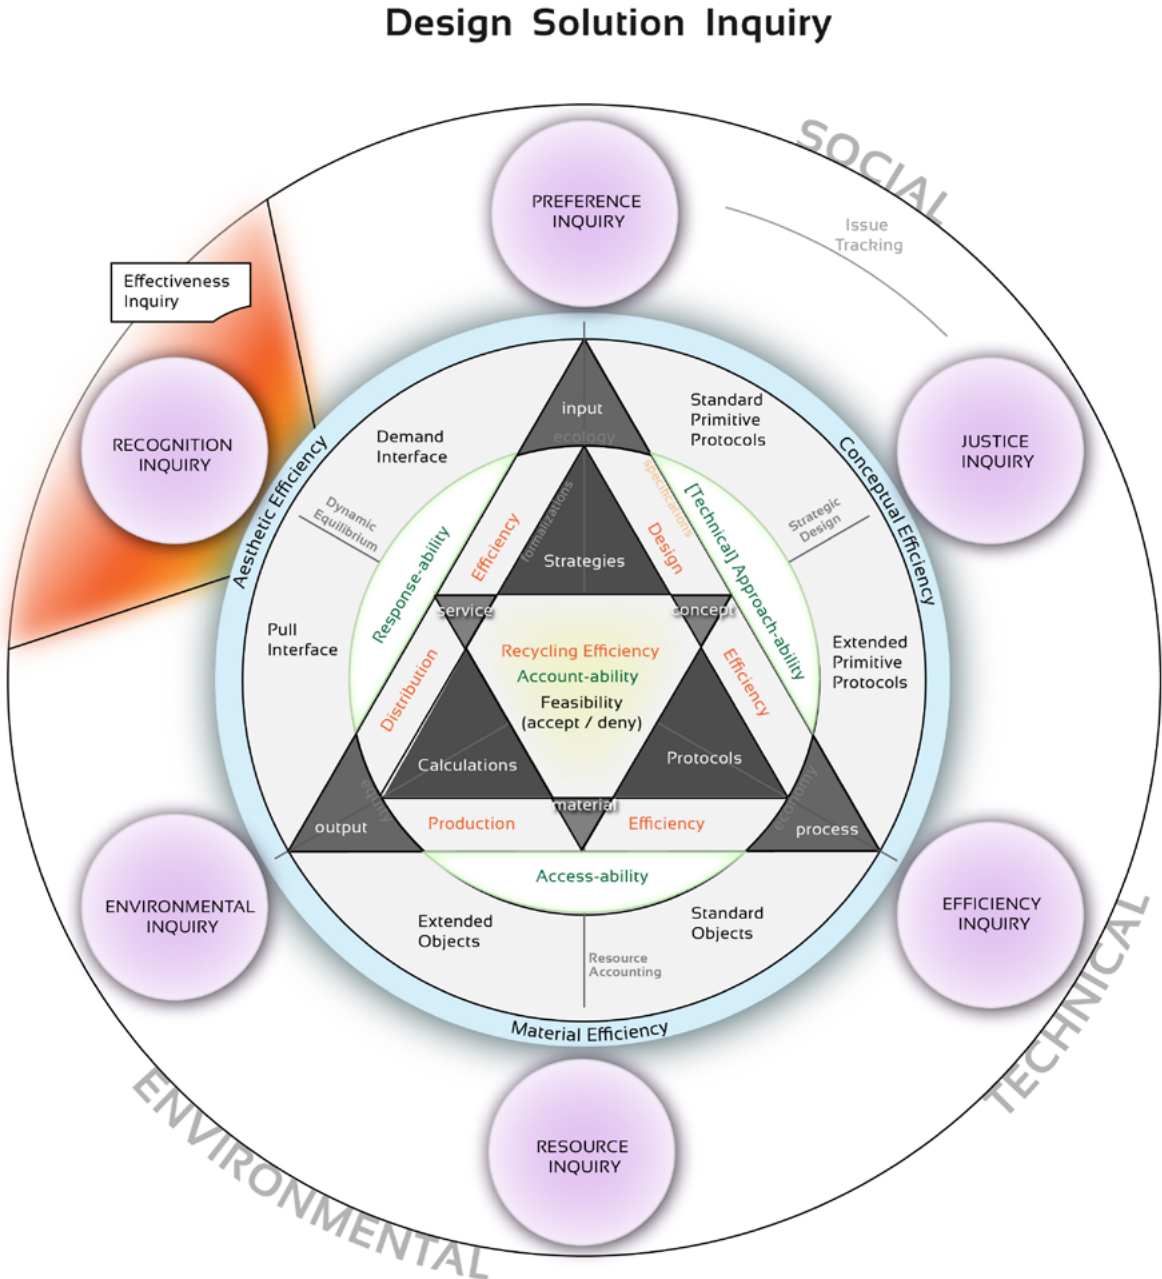 Design Solution Inquiry
SOCIAL
PREFERENCE
INQUIRY
Issue
Tracking
Effectiveness
Inquiry
RECOGNITION
INQUIRY
JUSTICE
INQUIRY
Aesthetic Efficiency
Conceptual Efficiency
input
ecology
Demand
Interface
Standard
Primitive
Protocols
Dynamic
Equilibrium
Strategic
Design
Response-ability
[Technical] Approach-ability
specifications
formalizations
Efficiency
Design
Strategies
service
concept
Pull
Interface
Extended
Primitive
Protocols
Distribution
Efficiency
Recycling Efficiency
Account-ability
Feasibility
(accept / deny)
Calculations
Protocols
material
equity
economy
output
process
Production
Efficiency
Access-ability
Extended
Objects
Standard
Objects
Resource
Accounting
Material Efficiency
ENVIRONMENTAL
INQUIRY
EFFICIENCY
INQUIRY
TECHNICAL
RESOURCE
INQUIRY
ENVIRONMENTAL